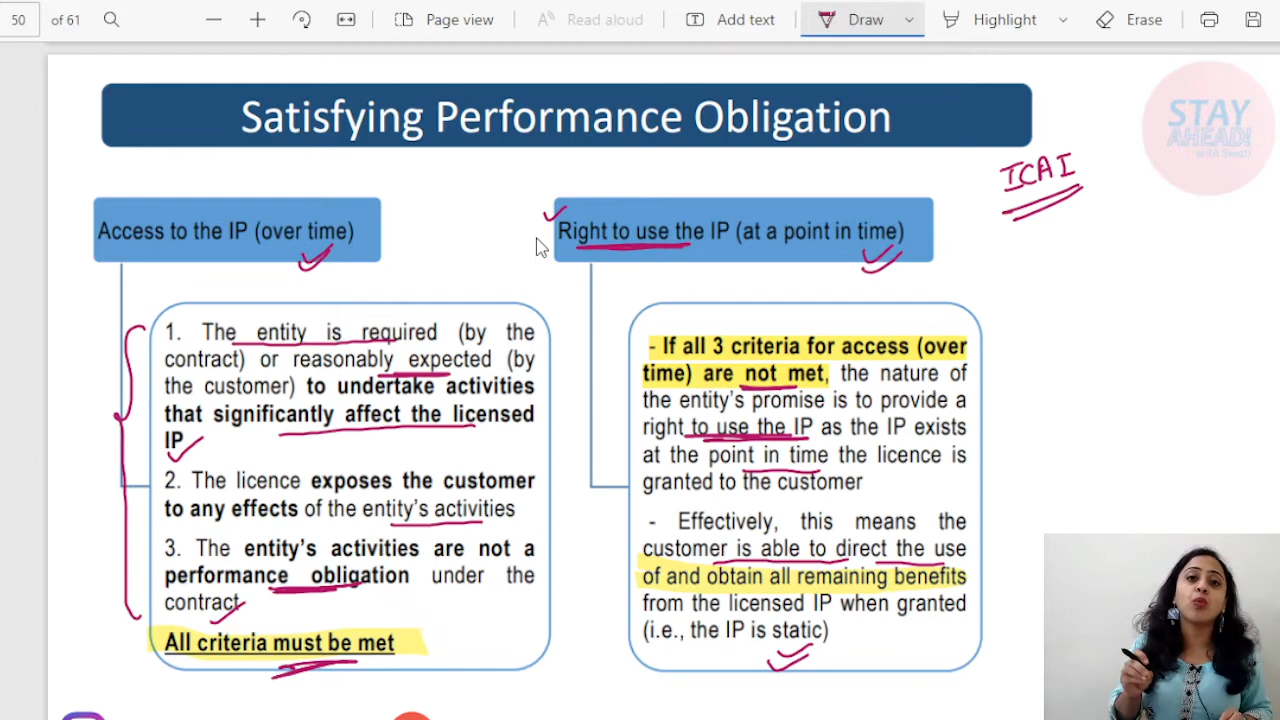 50 of 61
Page view
Read aloud
Add text
Draw
Highlight
Erase
Satisfying Performance Obligation
STAY
AHEAD!
with Swati
ICAI
Access to the IP (over time)
Right to use the IP (at a point in time)
1. The entity is required (by the
contract) or reasonably expected (by
the customer) to undertake activities
that significantly affect the licensed
IP
2. The licence exposes the customer
to any effects of the entity's activities
3. The entity's activities are not a
performance obligation under the
contract
All criteria must be met
- If all 3 criteria for access (over
time) are not met, the nature of
the entity's promise is to provide a
right to use the IP as the IP exists
at the point in time the licence is
granted to the customer
- Effectively, this means the
customer is able to direct the use
of and obtain all remaining benefits
from the licensed IP when granted
(i.e., the IP is static)